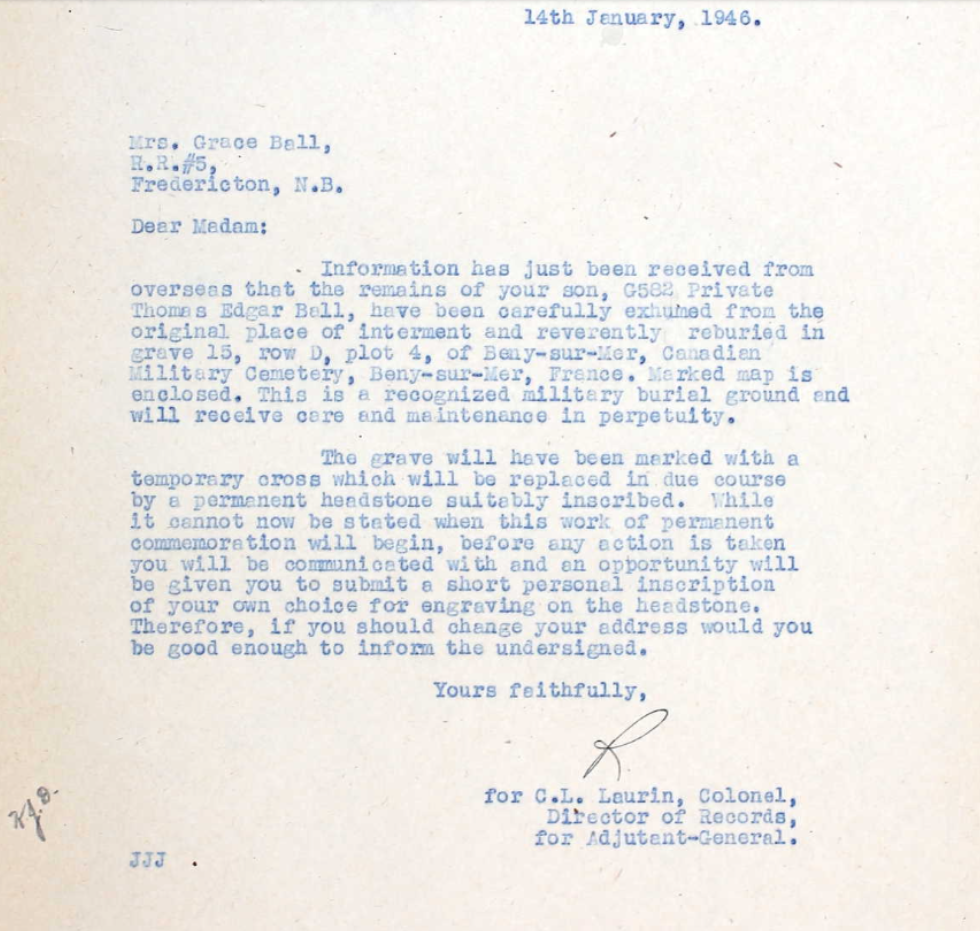 14th January, 1946.
Mrs. Grace Ball,
R.R.#5,
Fredericton, N.B.
Dear Madam:
Information has just been received from
overseas that the remains of your son, G582 Private
Thomas Edgar Ball, have been carefully exhumed from the
original place of interment and reverently reburied in
grave 15, row D, plot 4, of Beny-sur-Mer, Canadian
Military Cemetery, Beny-sur-Mer, France. Marked map is
enclosed. This is a recognized military burial ground and
will receive care and maintenance in perpetuity.
The grave will have been marked with a
temporary cross which will be replaced in due course
by a permanent headstone suitably inscribed. While
it cannot now be stated when this work of permanent
commemoration will begin, before any action is taken
you will be communicated with and an opportunity will
be given you to submit a short personal inscription
of your own choice for engraving on the headstone.
Therefore, if you should change your address would you
be good enough to inform the undersigned.
Yours faithfully,
R
for C.L. Laurin, Colonel,
Director of Records,
for Adjutant-General.
JJJ